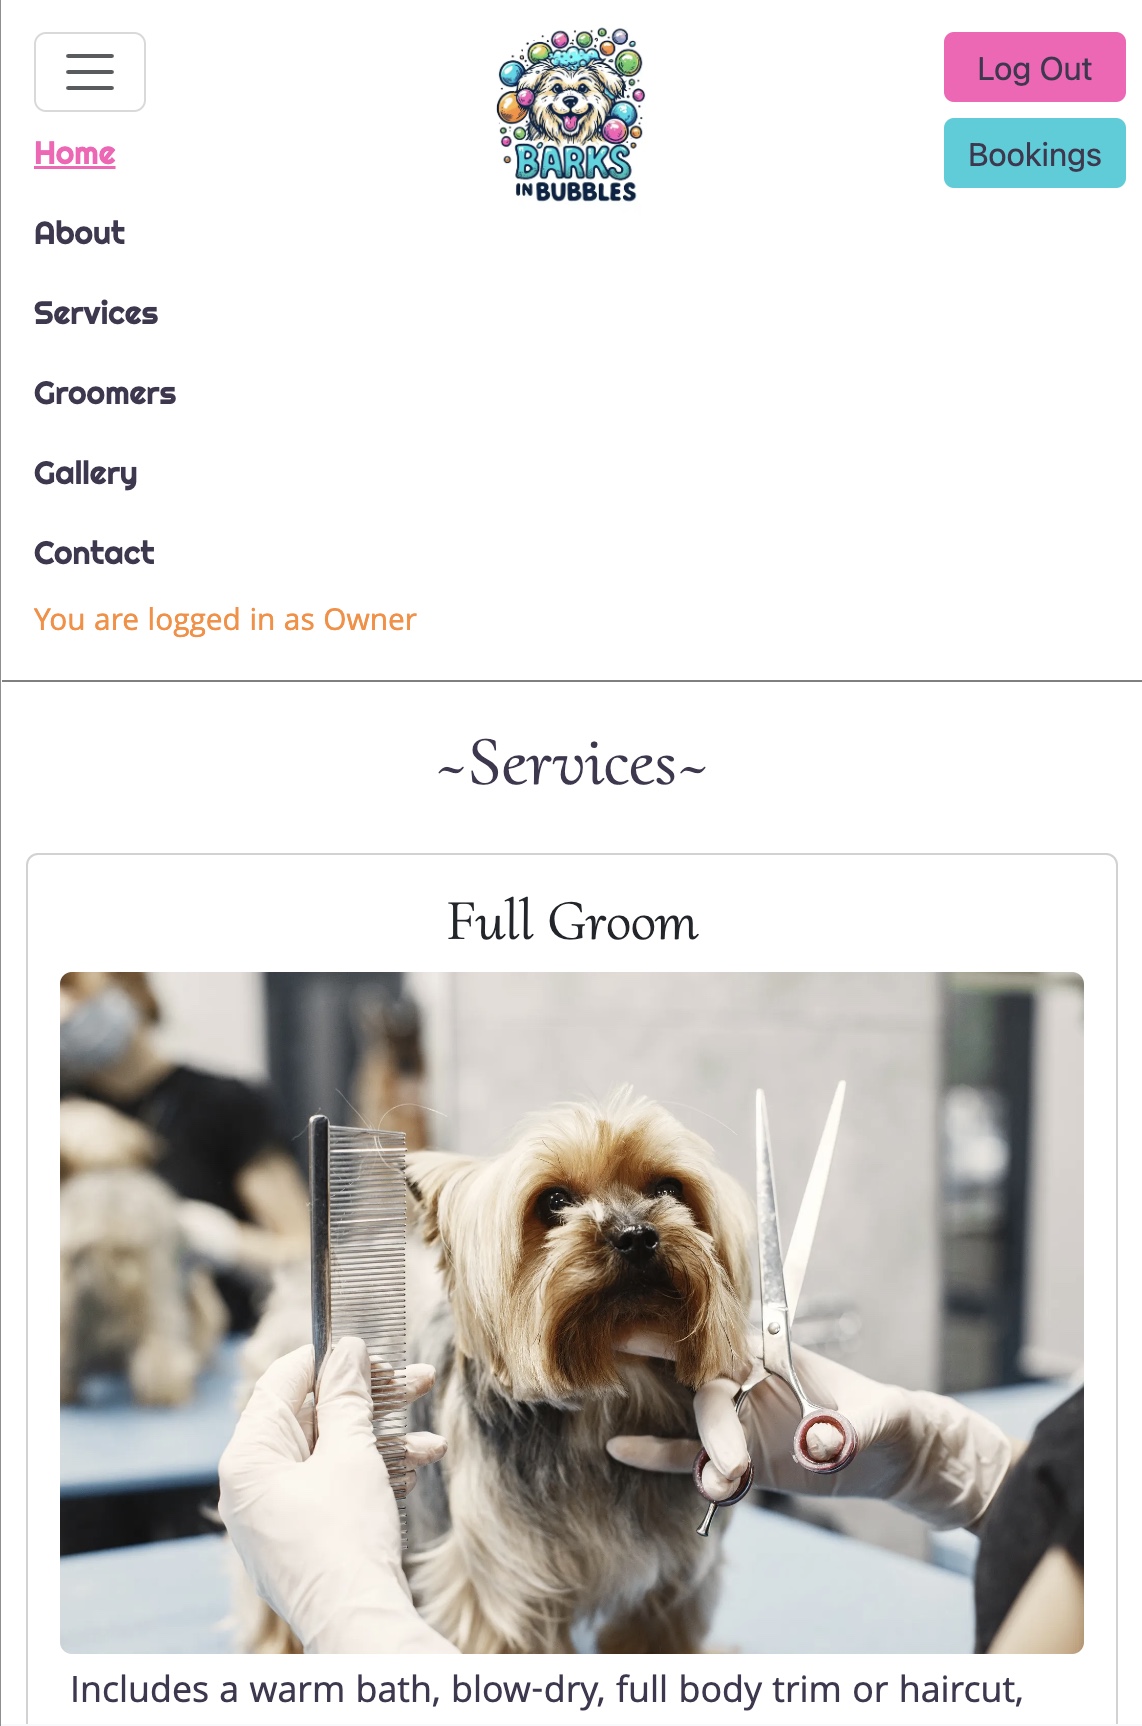 Log Out
Bookings
BARKS
IN BUBBLES
Home
About
Services
Groomers
Gallery
Contact
You are logged in as Owner
~Services~
Full Groom
Includes a warm bath, blow-dry, full body trim or haircut,